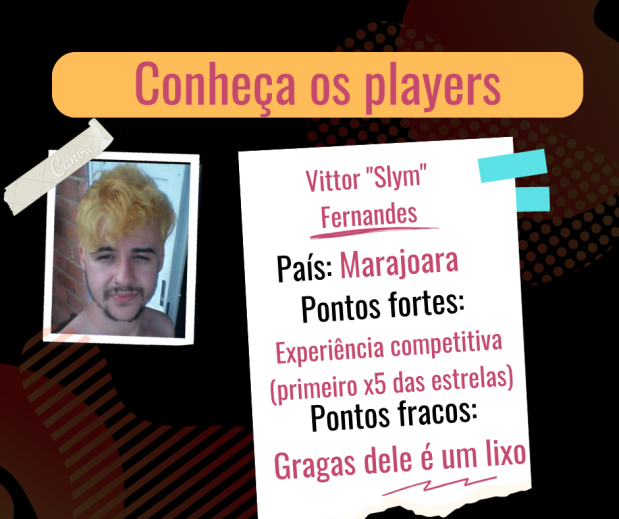 Conheça os players
Canva
Vittor "Slym"
Fernandes
País: Marajoara
Pontos fortes:
Experiência competitiva
(primeiro x5 das estrelas)
Pontos fracos:
Gragas dele é um lixo